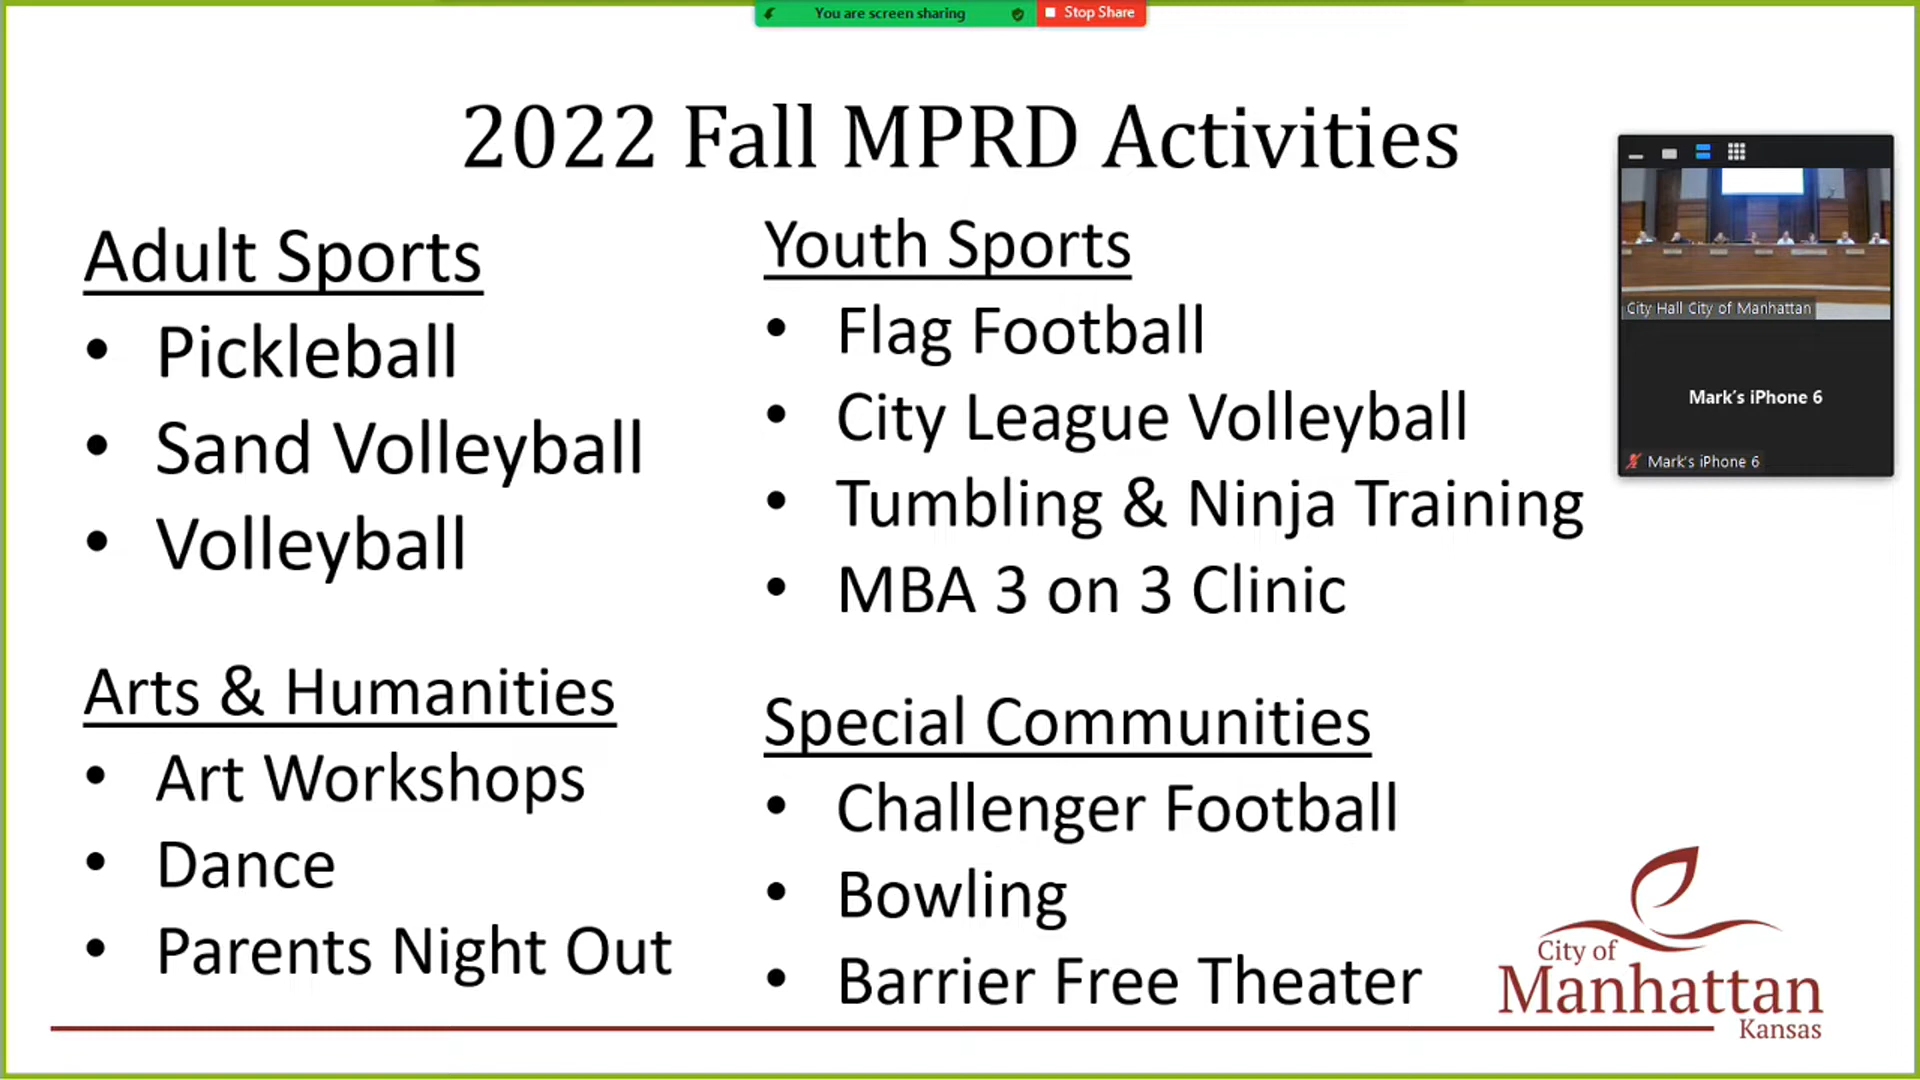 You are screen sharing
Stop Share
2022 Fall MPRD Activities
Adult Sports
• Pickleball
• Sand Volleyball
• Volleyball
Arts & Humanities
• Art Workshops
• Dance
• Parents Night Out
Youth Sports
• Flag Football
• City League Volleyball
• Tumbling & Ninja Training
• MBA 3 on 3 Clinic
Special Communities
• Challenger Football
• Bowling
• Barrier Free Theater
City Hall City of Manhattan
Mark's iPhone 6
Mark's iPhone 6
City of
Manhattan
Kansas